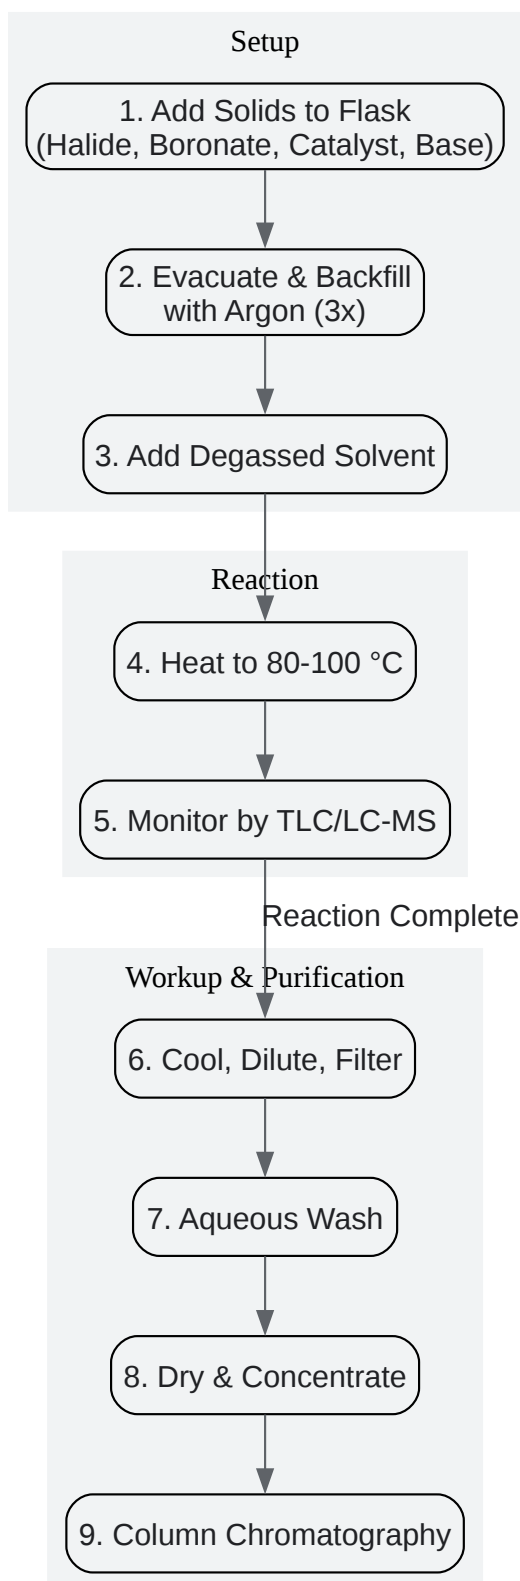 Setup
1. Add Solids to Flask
(Halide, Boronate, Catalyst, Base)
2. Evacuate & Backfill
with Argon (3x)
3. Add Degassed Solvent
Reaction
4. Heat to 80-100 °C
5. Monitor by TLC/LC-MS
Reaction Complete
Workup & Purification
6. Cool, Dilute, Filter
7. Aqueous Wash
8. Dry & Concentrate
9. Column Chromatography